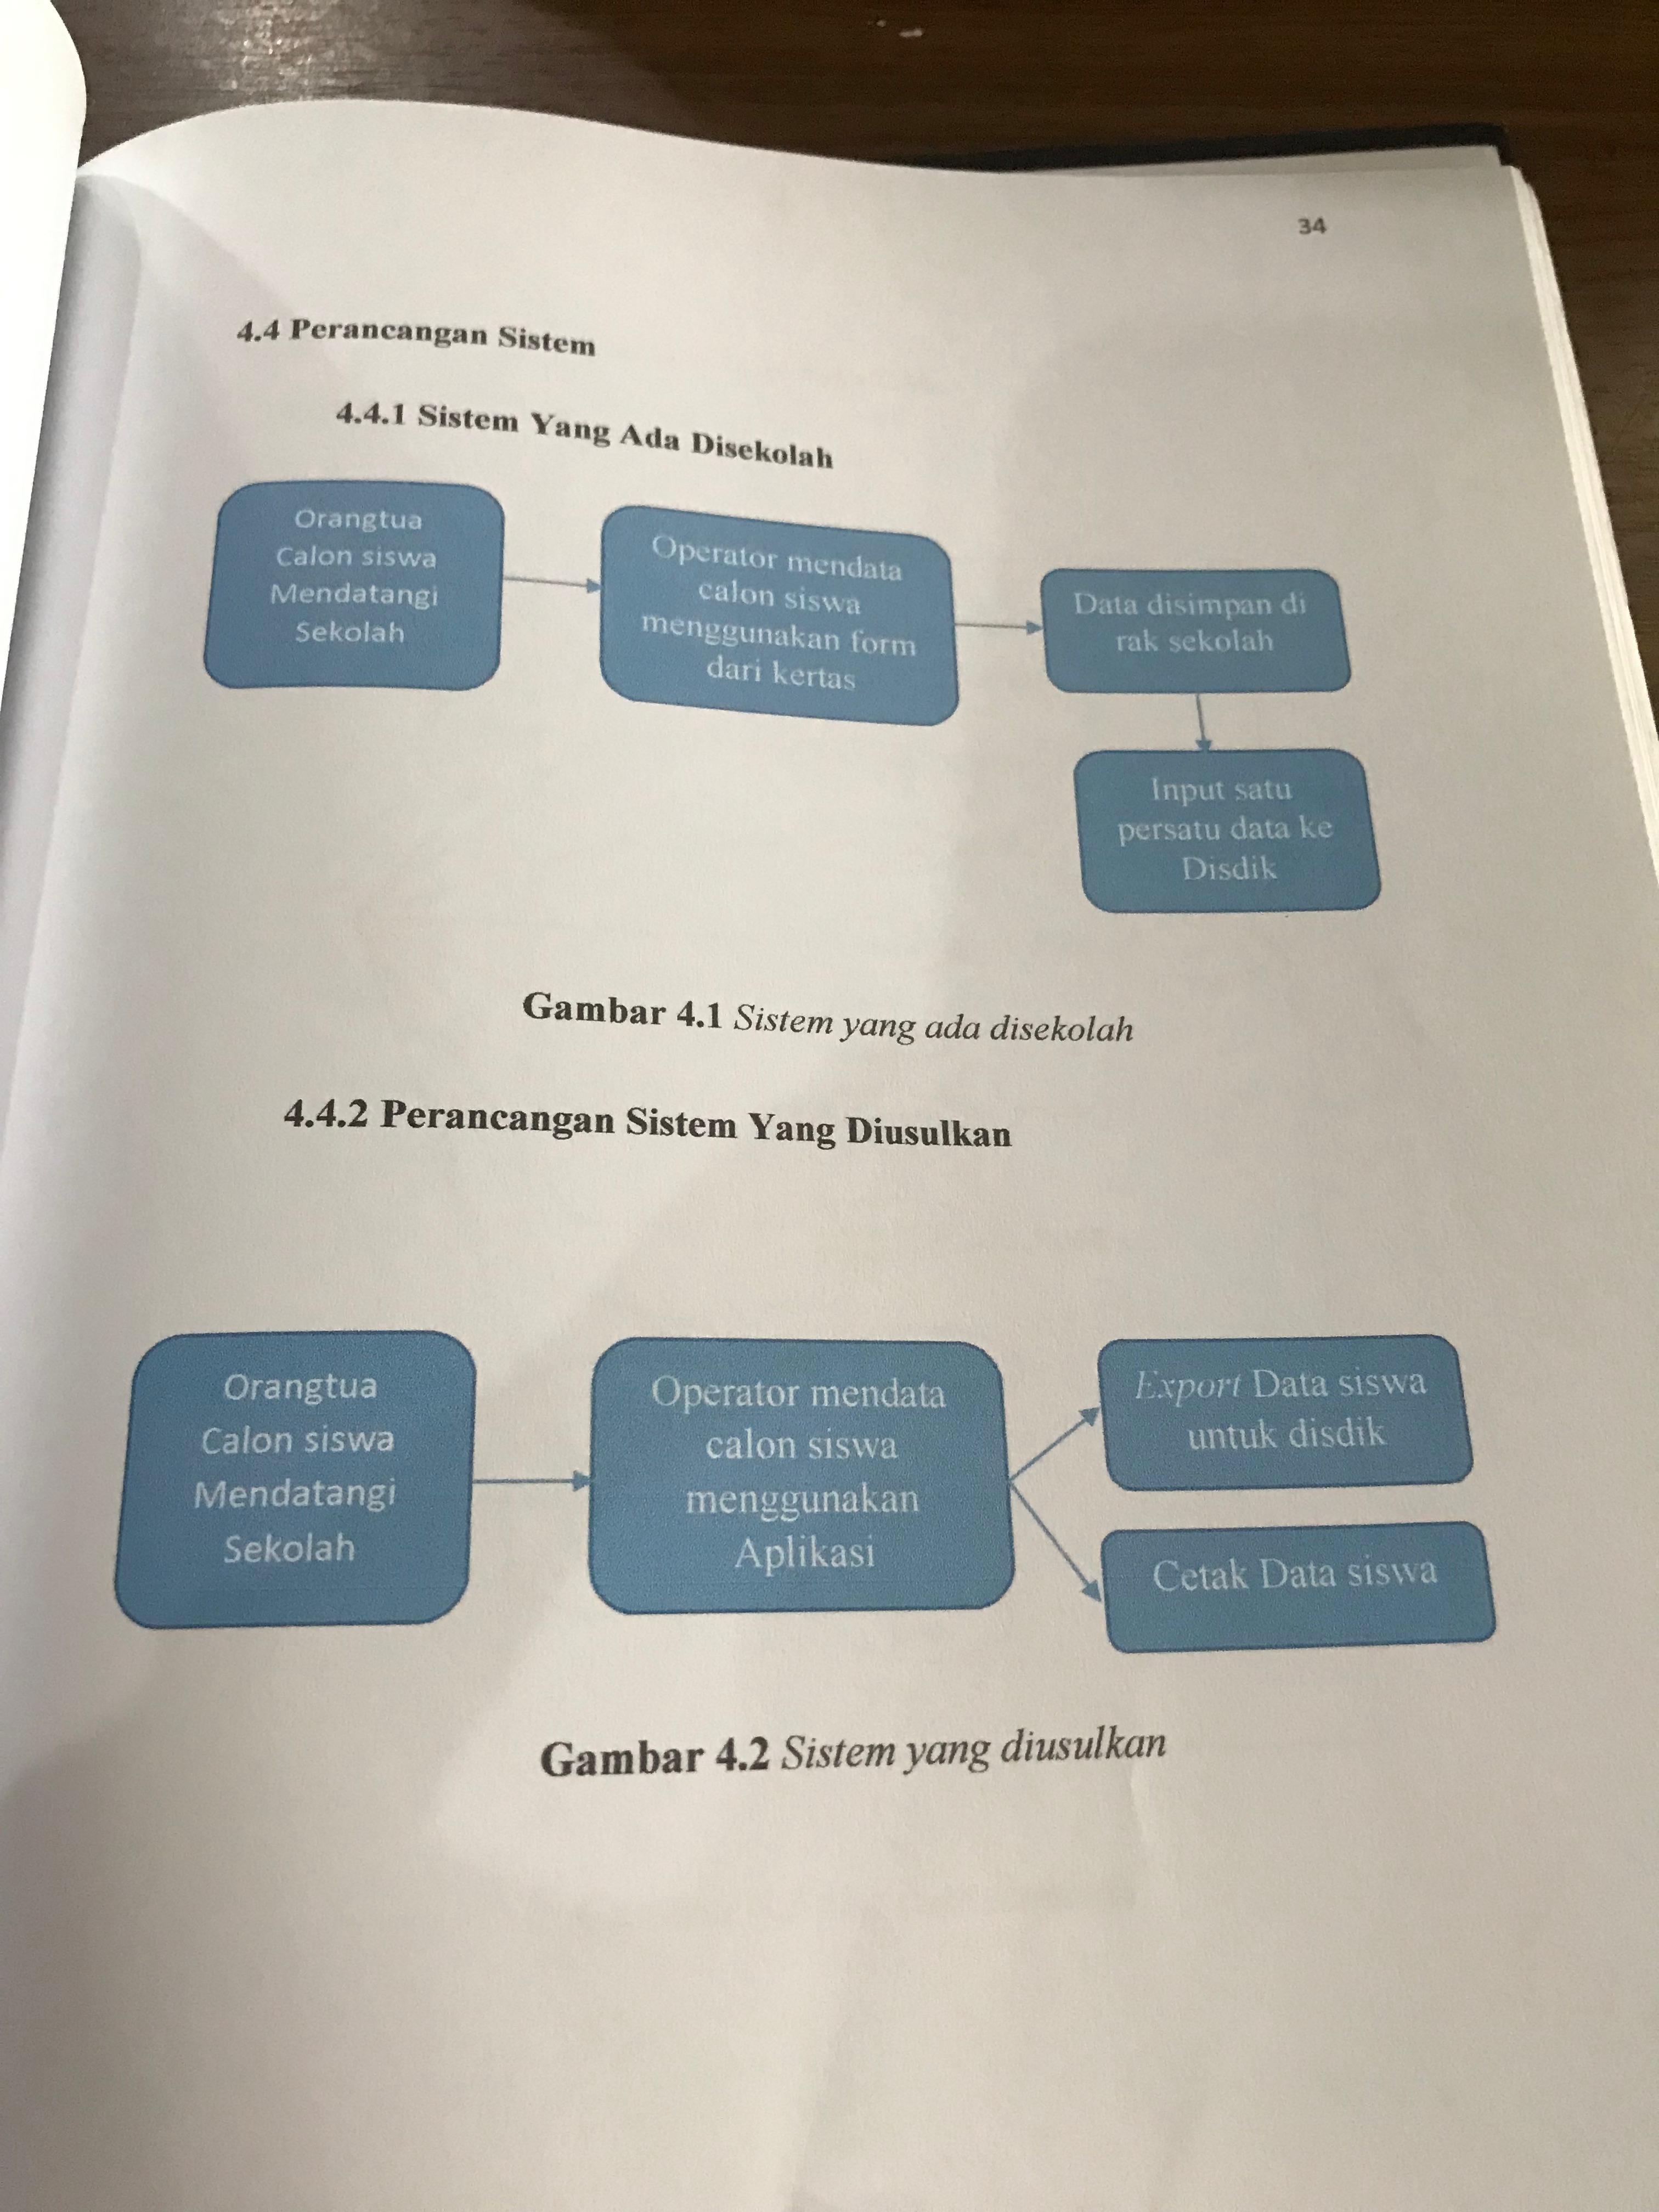 34
4.4 Perancangan Sistem
4.4.1 Sistem Yang Ada Disekolah
Orangtua
Calon siswa
Mendatangi
Sekolah
Operator mendata
calon siswa
menggunakan form
dari kertas
Data disimpan di
rak sekolah
Input satu
persatu data ke
Disdik
Gambar 4.1 Sistem yang ada disekolah
4.4.2 Perancangan Sistem Yang Diusulkan
Orangtua
Calon siswa
Mendatangi
Sekolah
Operator mendata
calon siswa
menggunakan
Aplikasi
Export Data siswa
untuk disdik
Cetak Data siswa
Gambar 4.2 Sistem yang diusulkan